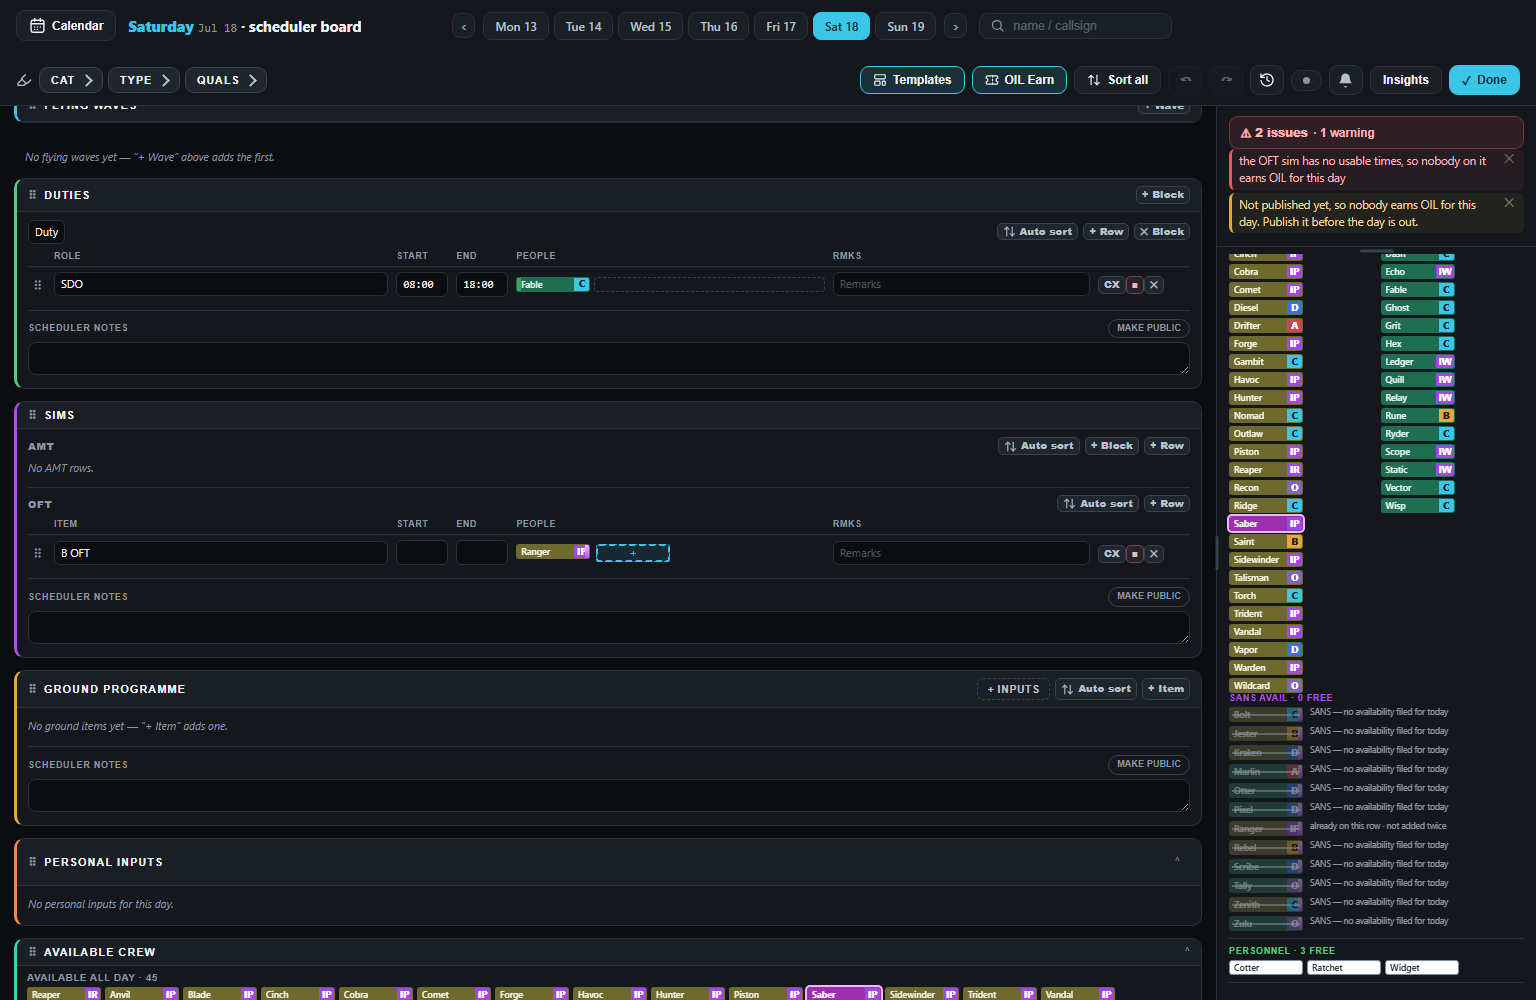 Calendar
Saturday Jul 18 · scheduler board
‹ Mon 13 Tue 14 Wed 15 Thu 16 Fri 17 Sat 18 Sun 19 ›
name / callsign
CAT TYPE QUALS
Templates OIL Earn Sort all Insights ✓ Done
FLYING WAVES + Wave
No flying waves yet — "+ Wave" above adds the first.
DUTIES + Block
Duty Auto sort + Row ✕ Block
ROLE START END PEOPLE RMKS
SDO 08:00 18:00 Fable C Remarks CX ✕
SCHEDULER NOTES MAKE PUBLIC
SIMS
AMT Auto sort + Block + Row
No AMT rows.
OFT Auto sort + Row
ITEM START END PEOPLE RMKS
B OFT Ranger IP + Remarks CX ✕
SCHEDULER NOTES MAKE PUBLIC
GROUND PROGRAMME + INPUTS Auto sort + Item
No ground items yet — "+ Item" adds one.
SCHEDULER NOTES MAKE PUBLIC
PERSONAL INPUTS ^
No personal inputs for this day.
AVAILABLE CREW ^
AVAILABLE ALL DAY · 45
Reaper IR Anvil IP Blade IP Cinch IP Cobra IP Comet IP Forge IP Havoc IP Hunter IP Piston IP Saber IP Sidewinder IP Trident IP Vandal IP
⚠ 2 issues · 1 warning
the OFT sim has no usable times, so nobody on it
earns OIL for this day
Not published yet, so nobody earns OIL for this
day. Publish it before the day is out.
Cinch IP Dash C
Cobra IP Echo IW
Comet IP Fable C
Diesel D Ghost C
Drifter A Grit C
Forge IP Hex C
Gambit C Ledger IW
Havoc IP Quill IW
Hunter IP Relay IW
Nomad C Rune B
Outlaw C Ryder C
Piston IP Scope IW
Reaper IR Static IW
Recon O Vector C
Ridge C Wisp C
Saber IP
Saint B
Sidewinder IP
Talisman O
Torch C
Trident IP
Vandal IP
Vapor D
Warden IP
Wildcard O
SANS AVAIL · 0 FREE
Bolt C SANS — no availability filed for today
Jester B SANS — no availability filed for today
Kraken D SANS — no availability filed for today
Marlin A SANS — no availability filed for today
Otter D SANS — no availability filed for today
Pixel D SANS — no availability filed for today
Ranger IP already on this row · not added twice
Rebel B SANS — no availability filed for today
Scribe D SANS — no availability filed for today
Tally O SANS — no availability filed for today
Zenith C SANS — no availability filed for today
Zulu O SANS — no availability filed for today
PERSONNEL · 3 FREE
Cotter Ratchet Widget